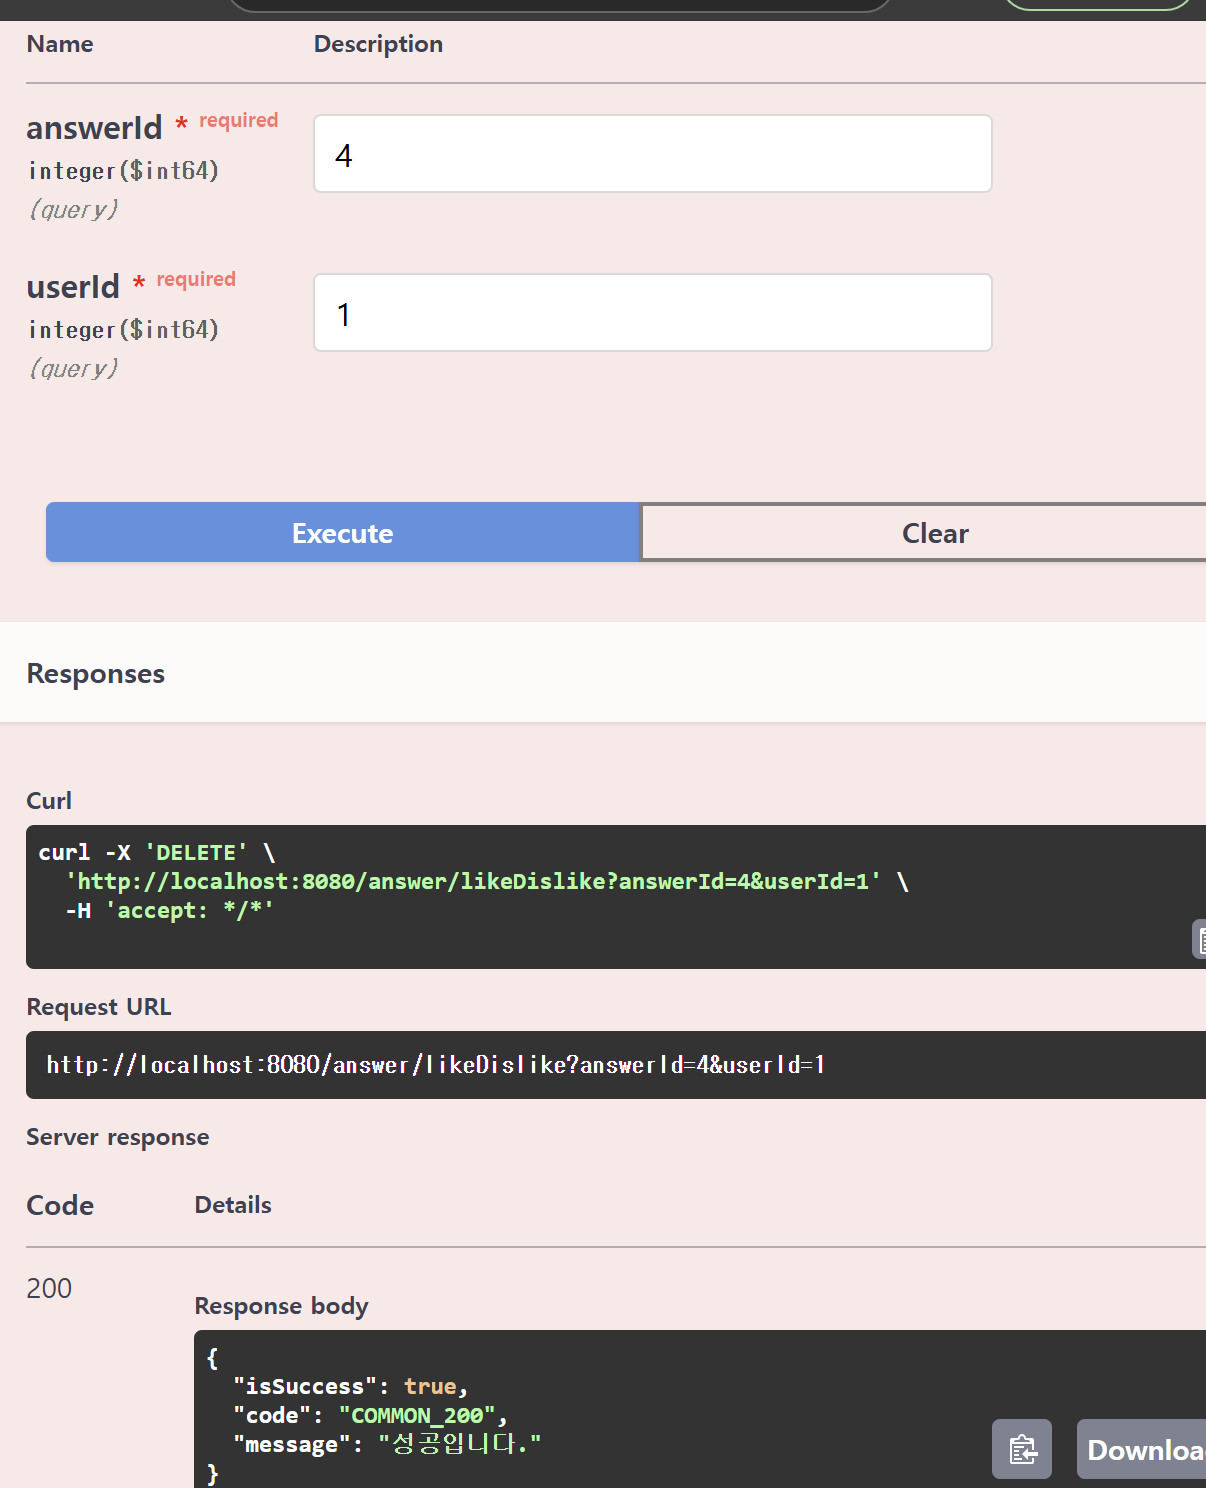 Name Description
answerId * required
integer($int64)
(query)
4
userId * required
integer($int64)
(query)
1
Execute Clear
Responses
Curl
curl -X 'DELETE' \
  'http://localhost:8080/answer/likeDislike?answerId=4&userId=1' \
  -H 'accept: */*'
Request URL
http://localhost:8080/answer/likeDislike?answerId=4&userId=1
Server response
Code Details
200
Response body
{
  "isSuccess": true,
  "code": "COMMON_200",
  "message": "성공입니다."
}
Downloa